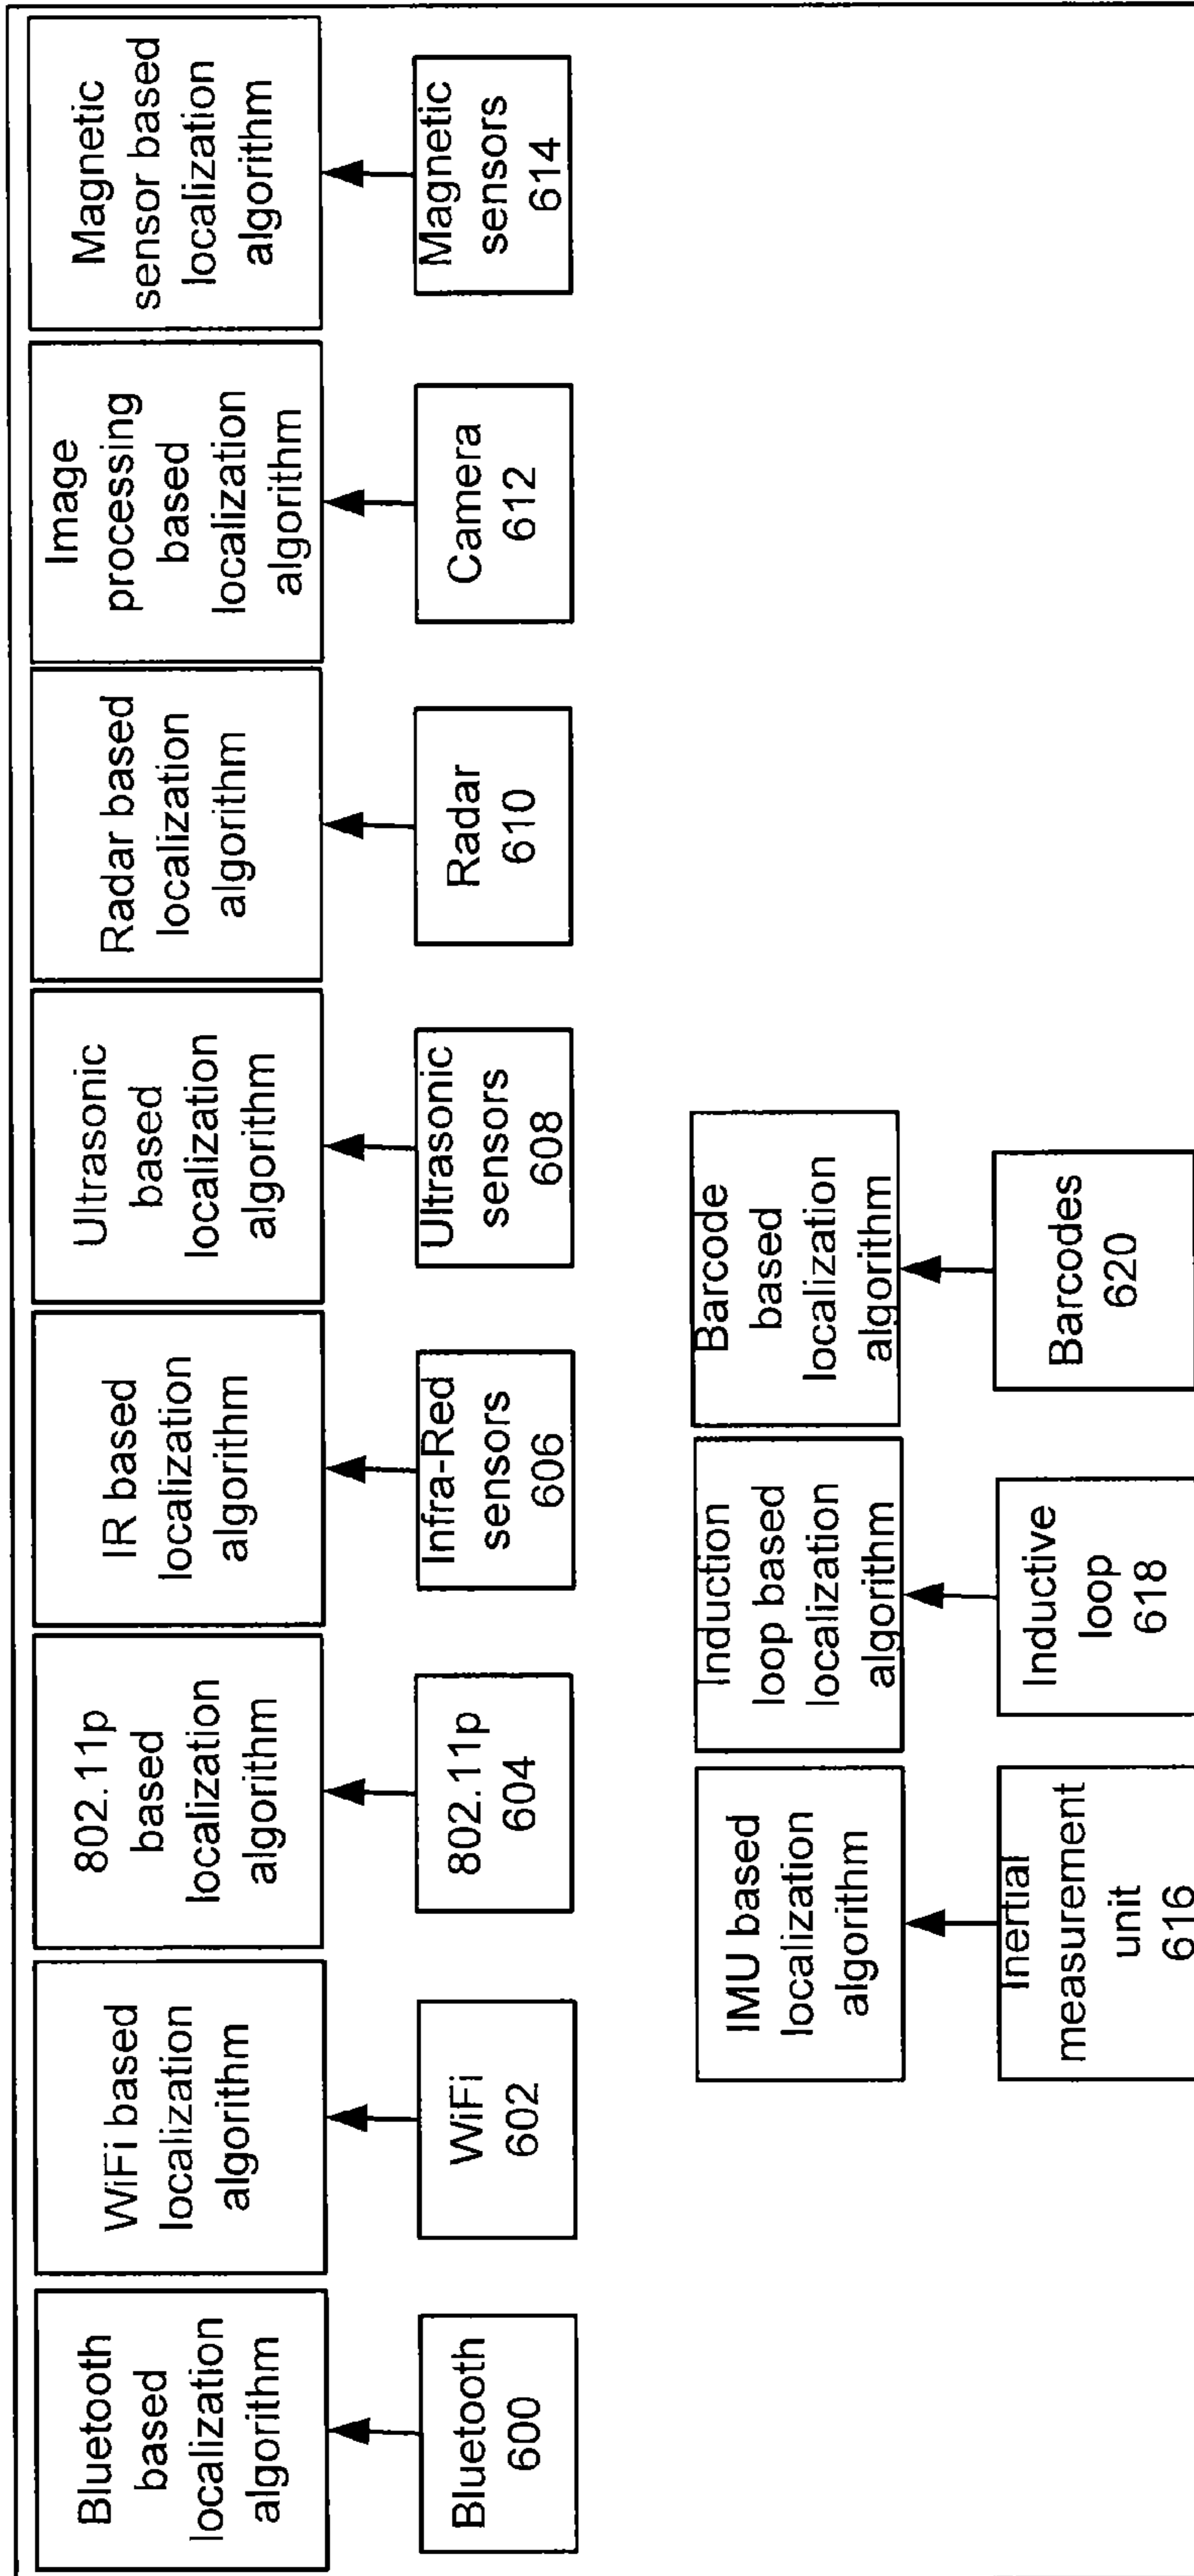 Bluetooth
based
localization
algorithm
WiFi based
localization
algorithm
802.11p
based
localization
algorithm
IR based
localization
algorithm
Ultrasonic
based
localization
algorithm
Radar based
localization
algorithm
Image
processing
based
localization
algorithm
Magnetic
sensor based
localization
algorithm
Bluetooth
600
WiFi
602
802.11p
604
Infra-Red
sensors
606
Ultrasonic
sensors
608
Radar
610
Camera
612
Magnetic
sensors
614
IMU based
localization
algorithm
Induction
loop based
localization
algorithm
Barcode
based
localization
algorithm
Inertial
measurement
unit
616
Inductive
loop
618
Barcodes
620